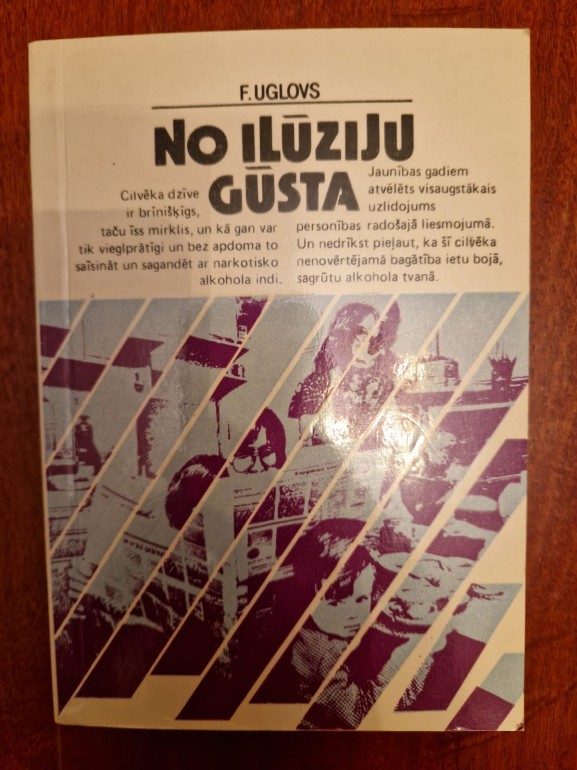 F. UGLOVS
NO ILŪZIJU
GŪSTA
Cilvēka dzīve
ir brīnišķīgs,
taču īss mirklis, un kā gan var
tik vieglprātīgi un bez apdoma to
saīsināt un sagandēt ar narkotisko
alkohola indi.
Jaunības gadiem
atvēlēts visaugstākais
uzlidojums
personības radošajā liesmojumā.
Un nedrīkst pieļaut, ka šī cilvēka
nenovērtējamā bagātība ietu bojā,
sagrūtu alkohola tvanā.